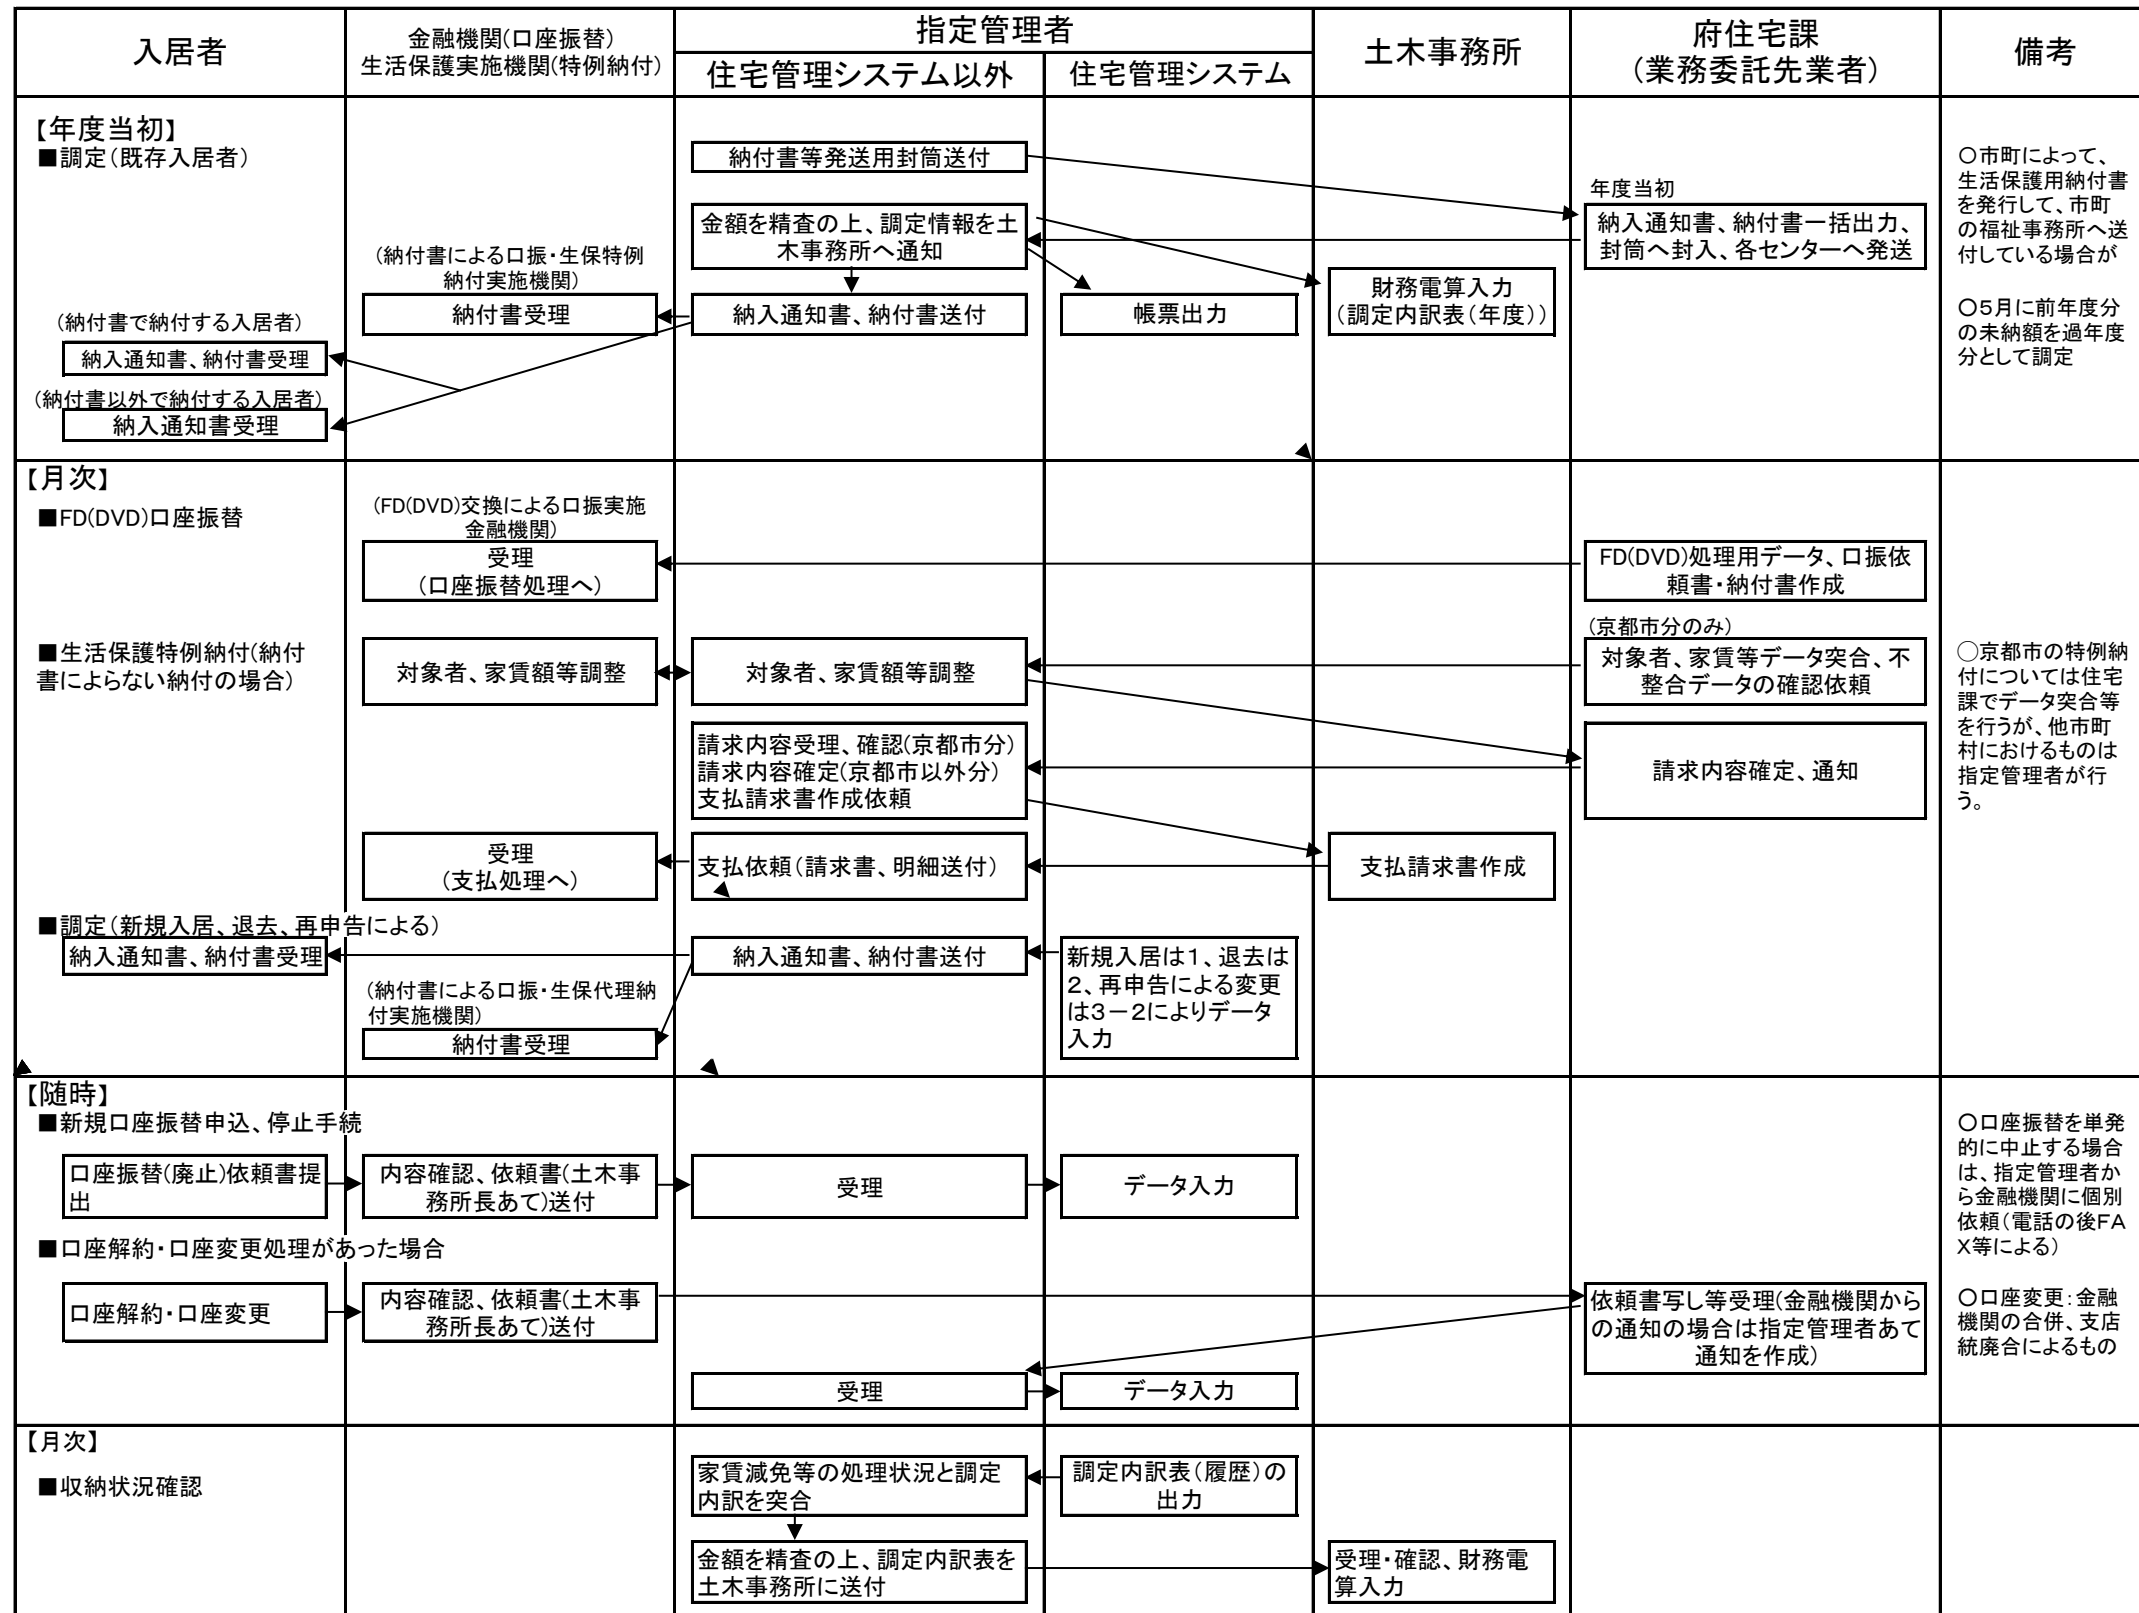 入居者
金融機関(口座振替)
生活保護実施機関(特例納付)
指定管理者
住宅管理システム以外
住宅管理システム
土木事務所
府住宅課
(業務委託先業者)
備考
【年度当初】
■調定(既存入居者)
納付書等発送用封筒送付
年度当初
納入通知書、納付書一括出力、
封筒へ封入、各センターへ発送
金額を精査の上、調定情報を土
木事務所へ通知
(納付書による口振・生保特例
納付実施機関)
納付書受理
納入通知書、納付書送付
帳票出力
財務電算入力
(調定内訳表(年度))
(納付書で納付する入居者)
納入通知書、納付書受理
(納付書以外で納付する入居者)
納入通知書受理
○市町によって、
生活保護用納付書
を発行して、市町
の福祉事務所へ送
付している場合が
○5月に前年度分
の未納額を過年度
分として調定
【月次】
■FD(DVD)口座振替
(FD(DVD)交換による口振実施
金融機関)
受理
(口座振替処理へ)
FD(DVD)処理用データ、口振依
頼書・納付書作成
■生活保護特例納付(納付
書によらない納付の場合)
対象者、家賃額等調整
対象者、家賃額等調整
(京都市分のみ)
対象者、家賃等データ突合、不
整合データの確認依頼
請求内容受理、確認(京都市分)
請求内容確定(京都市以外分)
支払請求書作成依頼
請求内容確定、通知
受理
(支払処理へ)
支払依頼(請求書、明細送付)
支払請求書作成
○京都市の特例納
付については住宅
課でデータ突合等
を行うが、他市町
村におけるものは
指定管理者が行
う。
■調定(新規入居、退去、再申告による)
納入通知書、納付書受理
納入通知書、納付書送付
新規入居は1、退去は
2、再申告による変更
は3-2によりデータ
入力
(納付書による口振・生保代理納
付実施機関)
納付書受理
【随時】
■新規口座振替申込、停止手続
口座振替(廃止)依頼書提
出
内容確認、依頼書(土木事
務所長あて)送付
受理
データ入力
■口座解約・口座変更処理があった場合
口座解約・口座変更
内容確認、依頼書(土木事
務所長あて)送付
依頼書写し等受理(金融機関から
の通知の場合は指定管理者あて
通知を作成)
受理
データ入力
○口座振替を単発
的に中止する場合
は、指定管理者か
ら金融機関に個別
依頼(電話の後FA
X等による)
○口座変更:金融
機関の合併、支店
統廃合によるもの
【月次】
■収納状況確認
家賃減免等の処理状況と調定
内訳を突合
調定内訳表(履歴)の
出力
金額を精査の上、調定内訳表を
土木事務所に送付
受理・確認、財務電
算入力